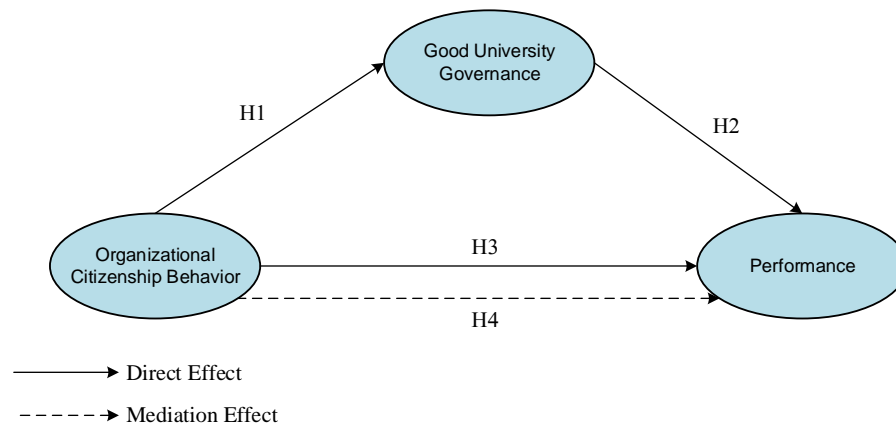 Good University
Governance
H1
H2
H3
Organizational
Citizenship Behavior
Performance
H4
Direct Effect
Mediation Effect